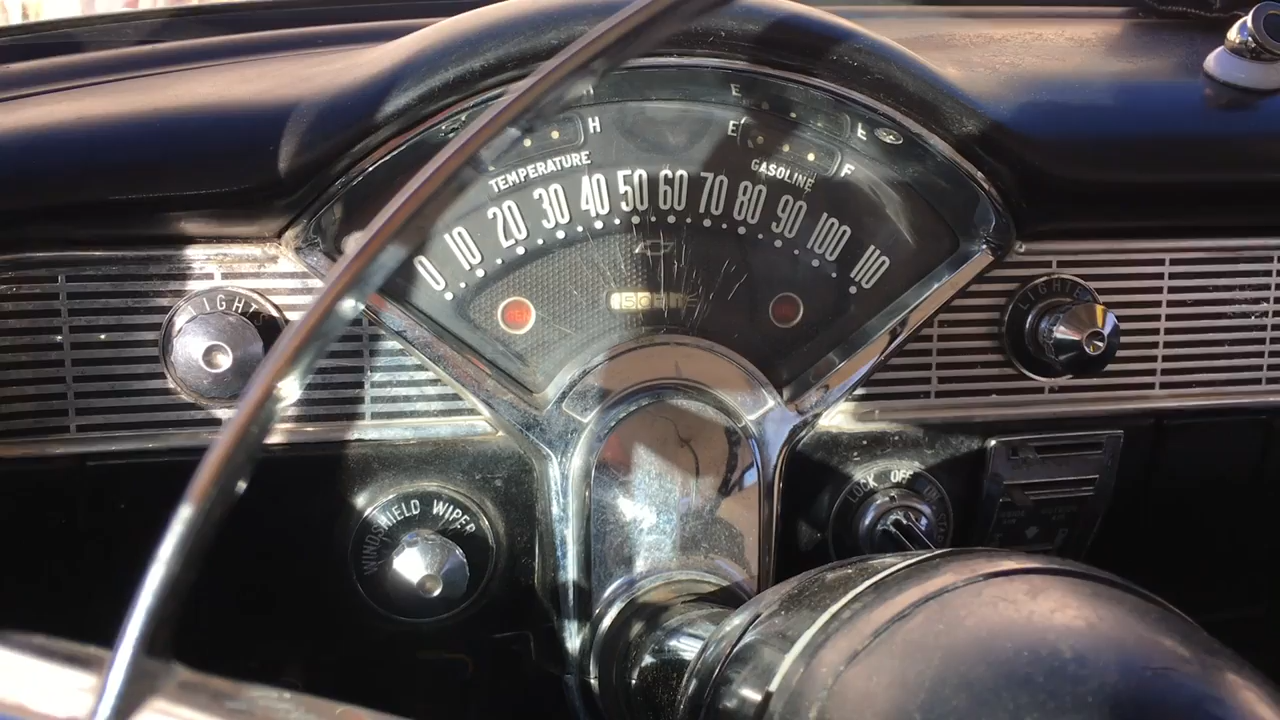 H
E
E
E
F
TEMPERATURE
GASOLINE
0 10 20 30 40 50 60 70 80 90 100 110
LIGHTS
LIGHTS
WINDSHIELD WIPER
LOCK OFF